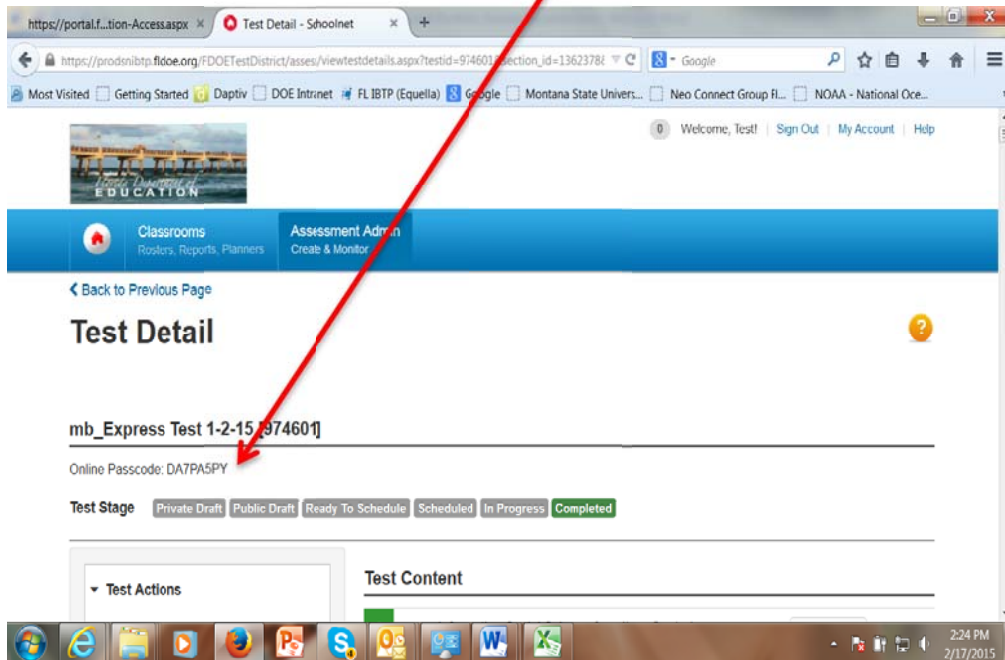 https://portal.f...tion-Access.aspx × Test Detail - Schoolnet × +
https://prodsnibtp.fldoe.org/FDOETestDistrict/asses/viewtestdetails.aspx?testid=974601 section_id=1362378 Google
Most Visited Getting Started Daptiv DOE Intranet FL IBTP (Equella) Google Montana State Univers... Neo Connect Group Fl... NOAA - National Oce...
0 Welcome, Test! Sign Out My Account Help
Florida Department of
EDUCATION
Classrooms Assessment Admin
Rosters, Reports, Planners Create & Monitor
Back to Previous Page
Test Detail
?
mb_Express Test 1-2-15 [974601]
Online Passcode: DA7PA5PY
Test Stage Private Draft Public Draft Ready To Schedule Scheduled In Progress Completed
Test Actions
Test Content
2:24 PM
2/17/2015